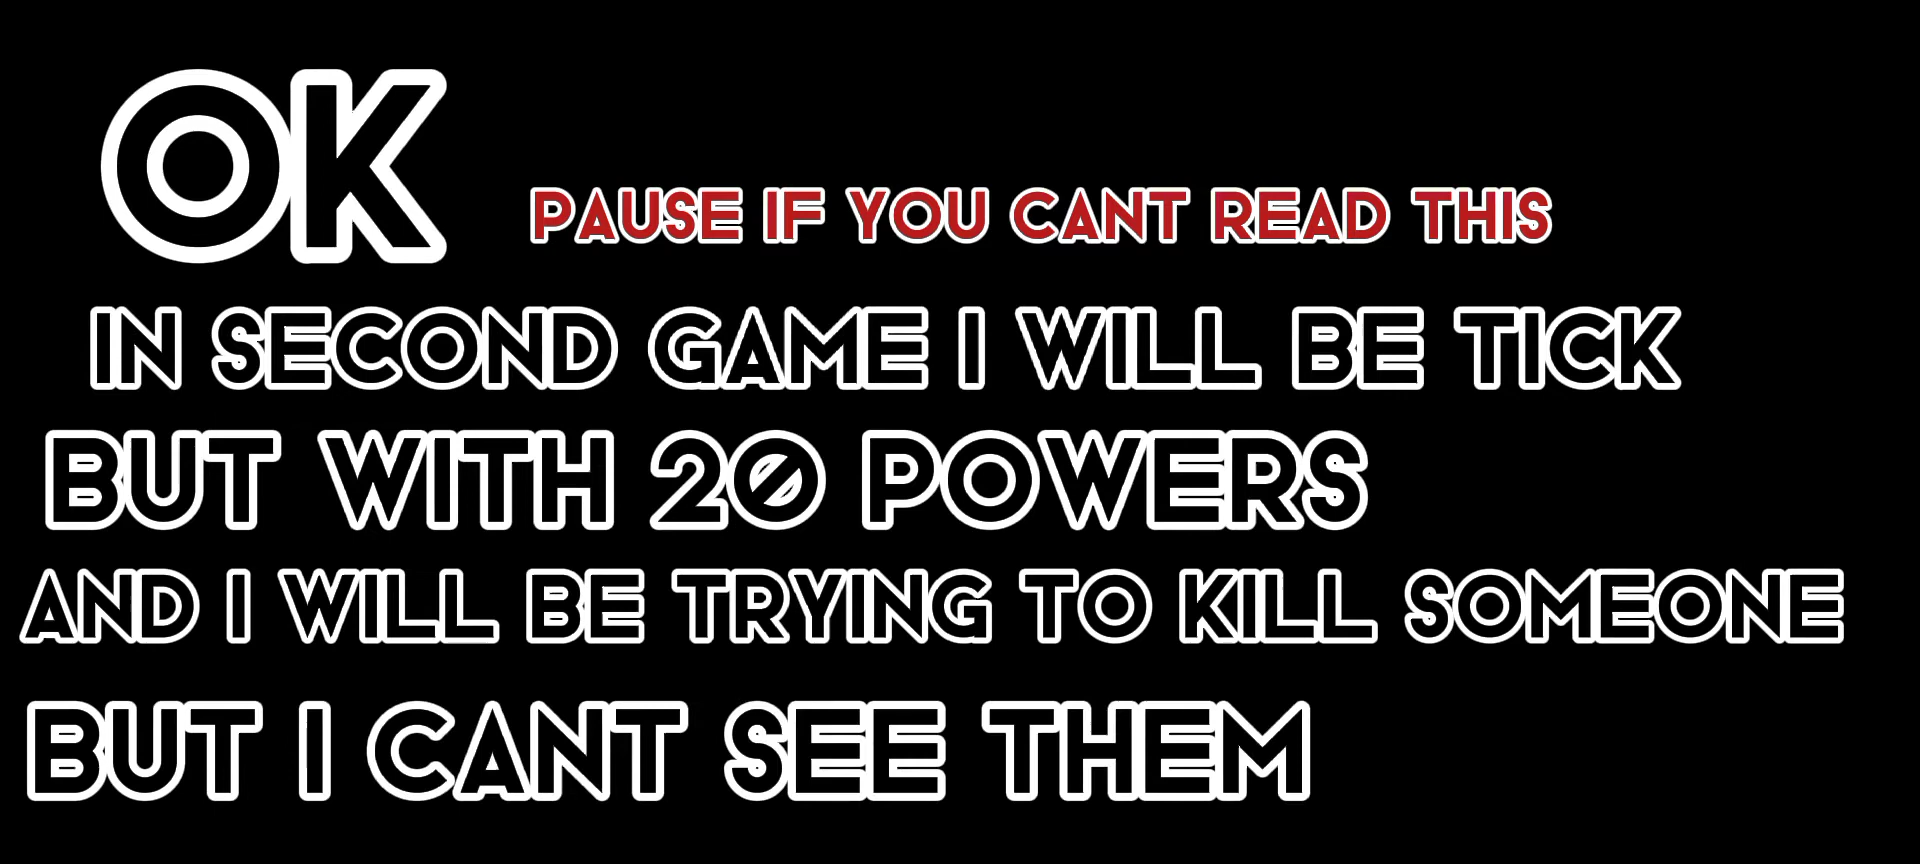 OK
PAUSE IF YOU CANT READ THIS
IN SECOND GAME I WILL BE TICK
BUT WITH 20 POWERS
AND I WILL BE TRYING TO KILL SOMEONE
BUT I CANT SEE THEM